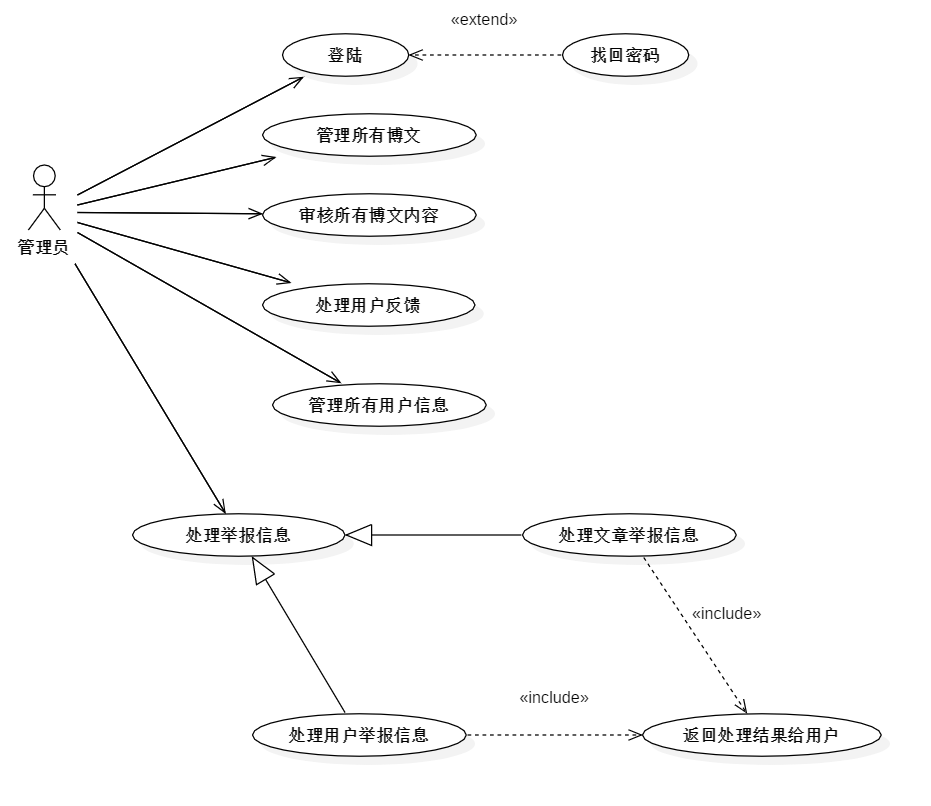 «extend»
登陆
找回密码
管理所有博文
审核所有博文内容
管理员
处理用户反馈
管理所有用户信息
处理举报信息
处理文章举报信息
«include»
«include»
处理用户举报信息
返回处理结果给用户